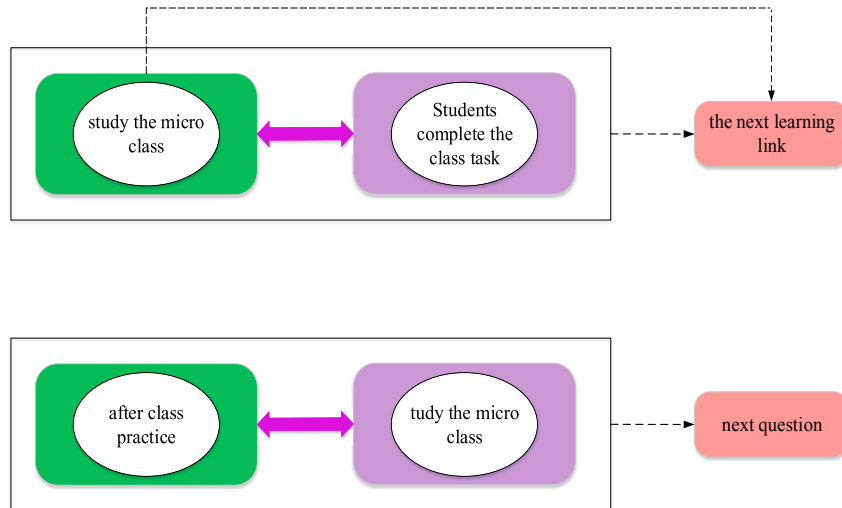 study the micro
class
Students
complete the
class task
the next learning
link
after class
practice
tudy the micro
class
next question